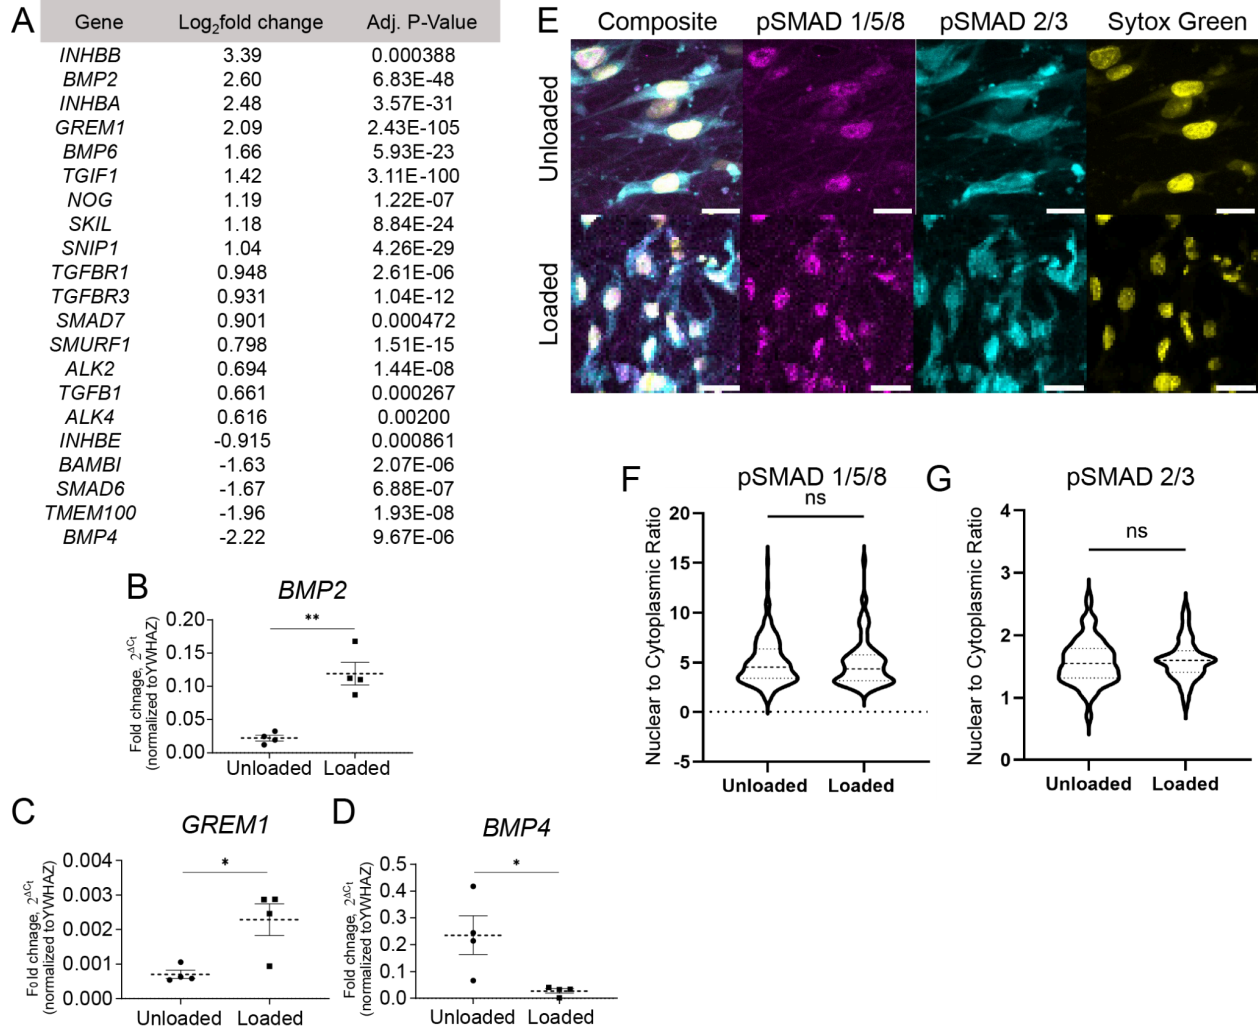 A
Gene Log2fold change Adj. P-Value
INHBB 3.39 0.000388
BMP2 2.60 6.83E-48
INHBA 2.48 3.57E-31
GREM1 2.09 2.43E-105
BMP6 1.66 5.93E-23
TGIF1 1.42 3.11E-100
NOG 1.19 1.22E-07
SKIL 1.18 8.84E-24
SNIP1 1.04 4.26E-29
TGFBR1 0.948 2.61E-06
TGFBR3 0.931 1.04E-12
SMAD7 0.901 0.000472
SMURF1 0.798 1.51E-15
ALK2 0.694 1.44E-08
TGFB1 0.661 0.000267
ALK4 0.616 0.00200
INHBE -0.915 0.000861
BAMBI -1.63 2.07E-06
SMAD6 -1.67 6.88E-07
TMEM100 -1.96 1.93E-08
BMP4 -2.22 9.67E-06
B
BMP2
**
Fold chnage, 2^ΔCt
(normalized toYWHAZ)
0.20
0.15
0.10
0.05
0.00
Unloaded Loaded
C
GREM1
*
Fold chnage, 2^ΔCt
(normalized toYWHAZ)
0.004
0.003
0.002
0.001
0.000
Unloaded Loaded
D
BMP4
*
Fold chnage, 2^ΔCt
(normalized toYWHAZ)
0.5
0.4
0.3
0.2
0.1
0.0
Unloaded Loaded
E
Composite pSMAD 1/5/8 pSMAD 2/3 Sytox Green
Unloaded
Loaded
F
pSMAD 1/5/8
ns
Nuclear to Cytoplasmic Ratio
20
15
10
5
0
-5
Unloaded Loaded
G
pSMAD 2/3
ns
Nuclear to Cytoplasmic Ratio
4
3
2
1
0
Unloaded Loaded